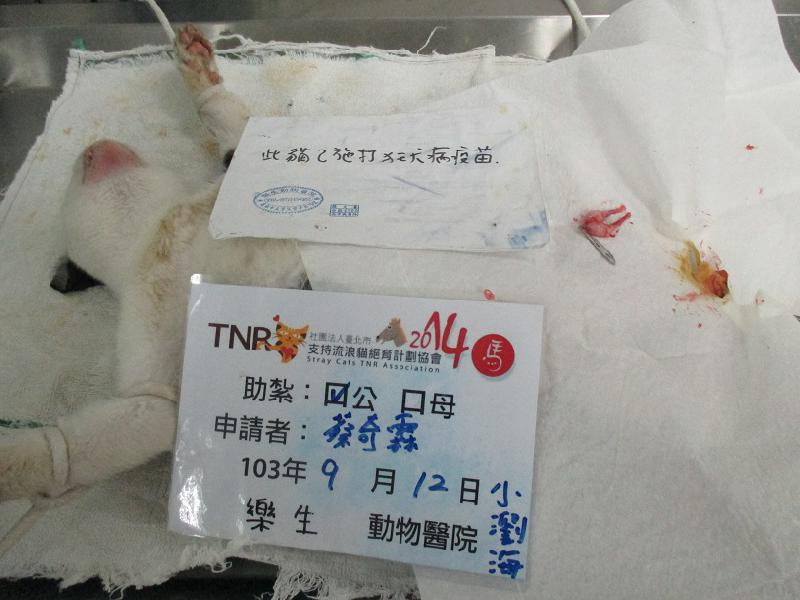 此貓已施打狂犬病疫苗.
TNR 社團法人臺北市 2014 馬
支持流浪貓絕育計劃協會
Stray Cats TNR Association
助紮：☑公 口母
申請者：蔡奇霖
103年 9 月 12 日
樂生 動物醫院
小瀏海